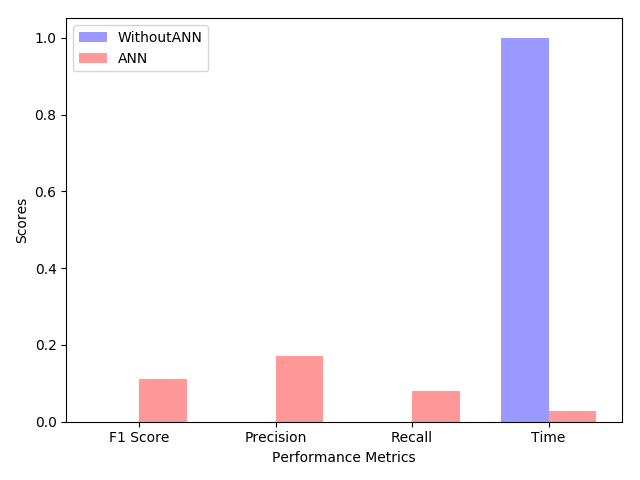 WithoutANN
ANN
1.0
0.8
0.6
0.4
0.2
0.0
Scores
F1 Score
Precision
Recall
Time
Performance Metrics